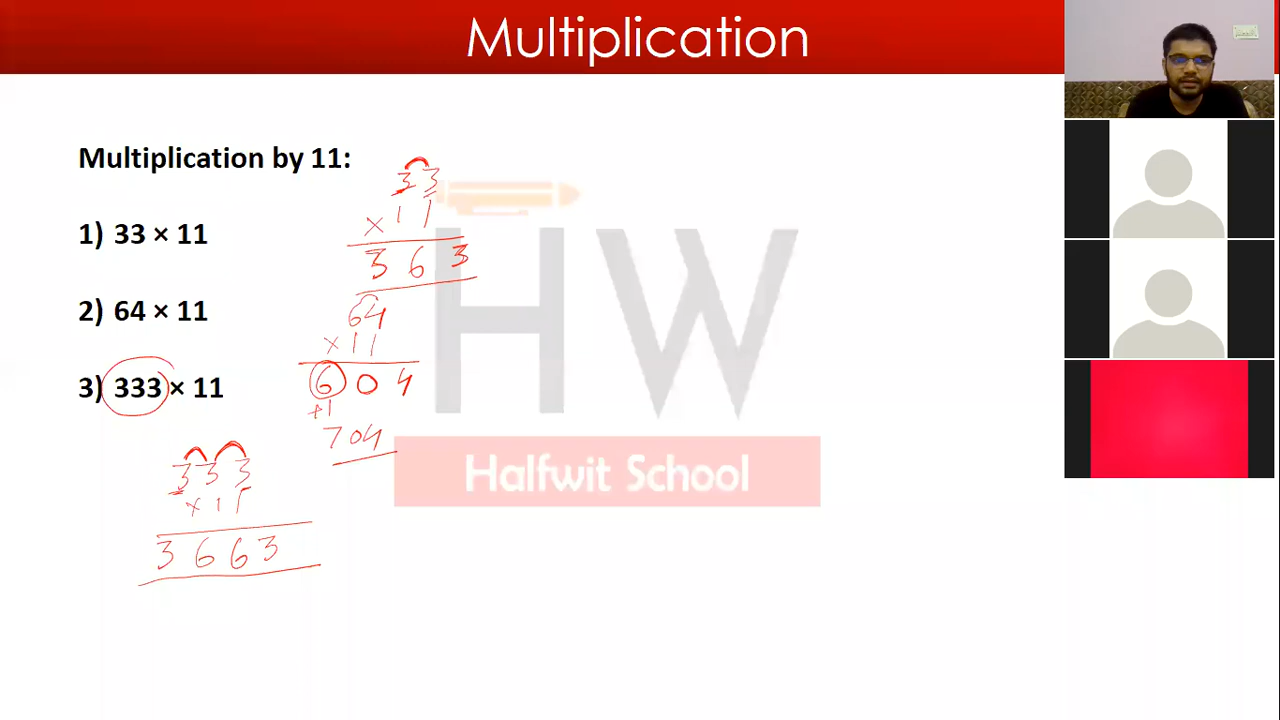 Multiplication
Multiplication by 11:
1) 33 × 11
2) 64 × 11
3) 333 × 11
33
× 11
363
64
× 11
604
+1
704
333
× 11
3663
HW
Halfwit School